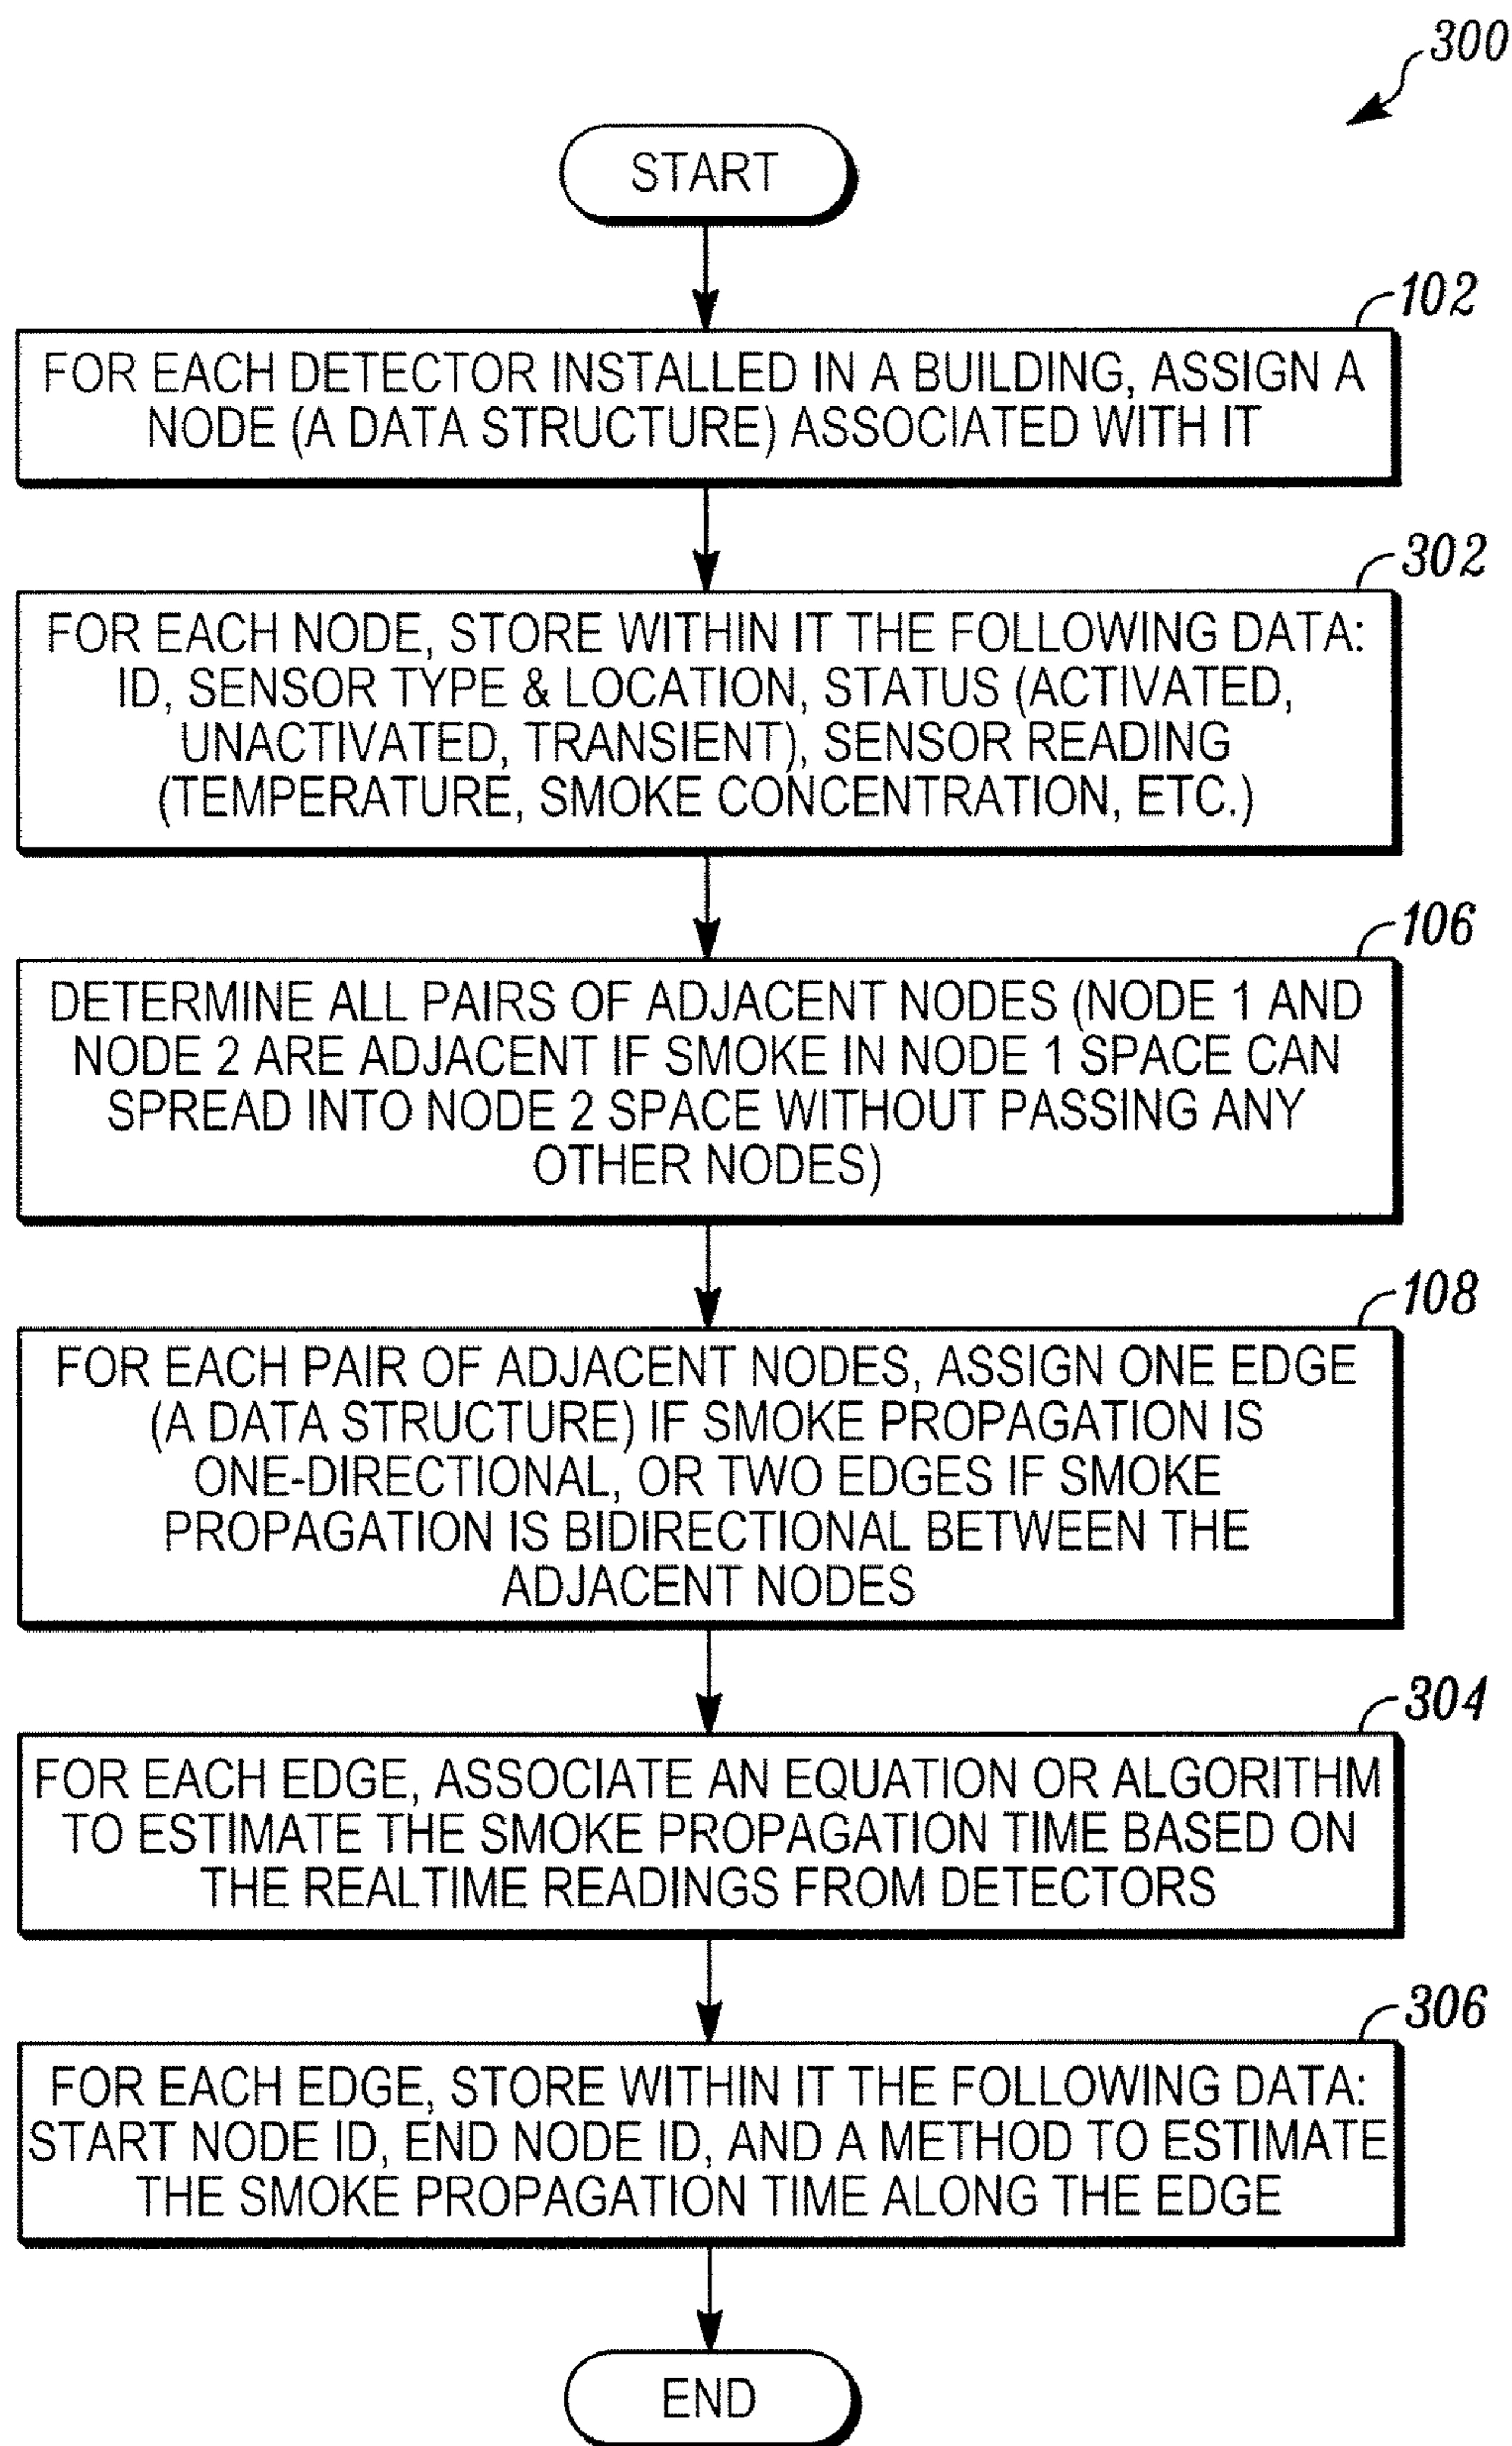 300
START
102
FOR EACH DETECTOR INSTALLED IN A BUILDING, ASSIGN A
NODE (A DATA STRUCTURE) ASSOCIATED WITH IT
302
FOR EACH NODE, STORE WITHIN IT THE FOLLOWING DATA:
ID, SENSOR TYPE & LOCATION, STATUS (ACTIVATED,
UNACTIVATED, TRANSIENT), SENSOR READING
(TEMPERATURE, SMOKE CONCENTRATION, ETC.)
106
DETERMINE ALL PAIRS OF ADJACENT NODES (NODE 1 AND
NODE 2 ARE ADJACENT IF SMOKE IN NODE 1 SPACE CAN
SPREAD INTO NODE 2 SPACE WITHOUT PASSING ANY
OTHER NODES)
108
FOR EACH PAIR OF ADJACENT NODES, ASSIGN ONE EDGE
(A DATA STRUCTURE) IF SMOKE PROPAGATION IS
ONE-DIRECTIONAL, OR TWO EDGES IF SMOKE
PROPAGATION IS BIDIRECTIONAL BETWEEN THE
ADJACENT NODES
304
FOR EACH EDGE, ASSOCIATE AN EQUATION OR ALGORITHM
TO ESTIMATE THE SMOKE PROPAGATION TIME BASED ON
THE REALTIME READINGS FROM DETECTORS
306
FOR EACH EDGE, STORE WITHIN IT THE FOLLOWING DATA:
START NODE ID, END NODE ID, AND A METHOD TO ESTIMATE
THE SMOKE PROPAGATION TIME ALONG THE EDGE
END